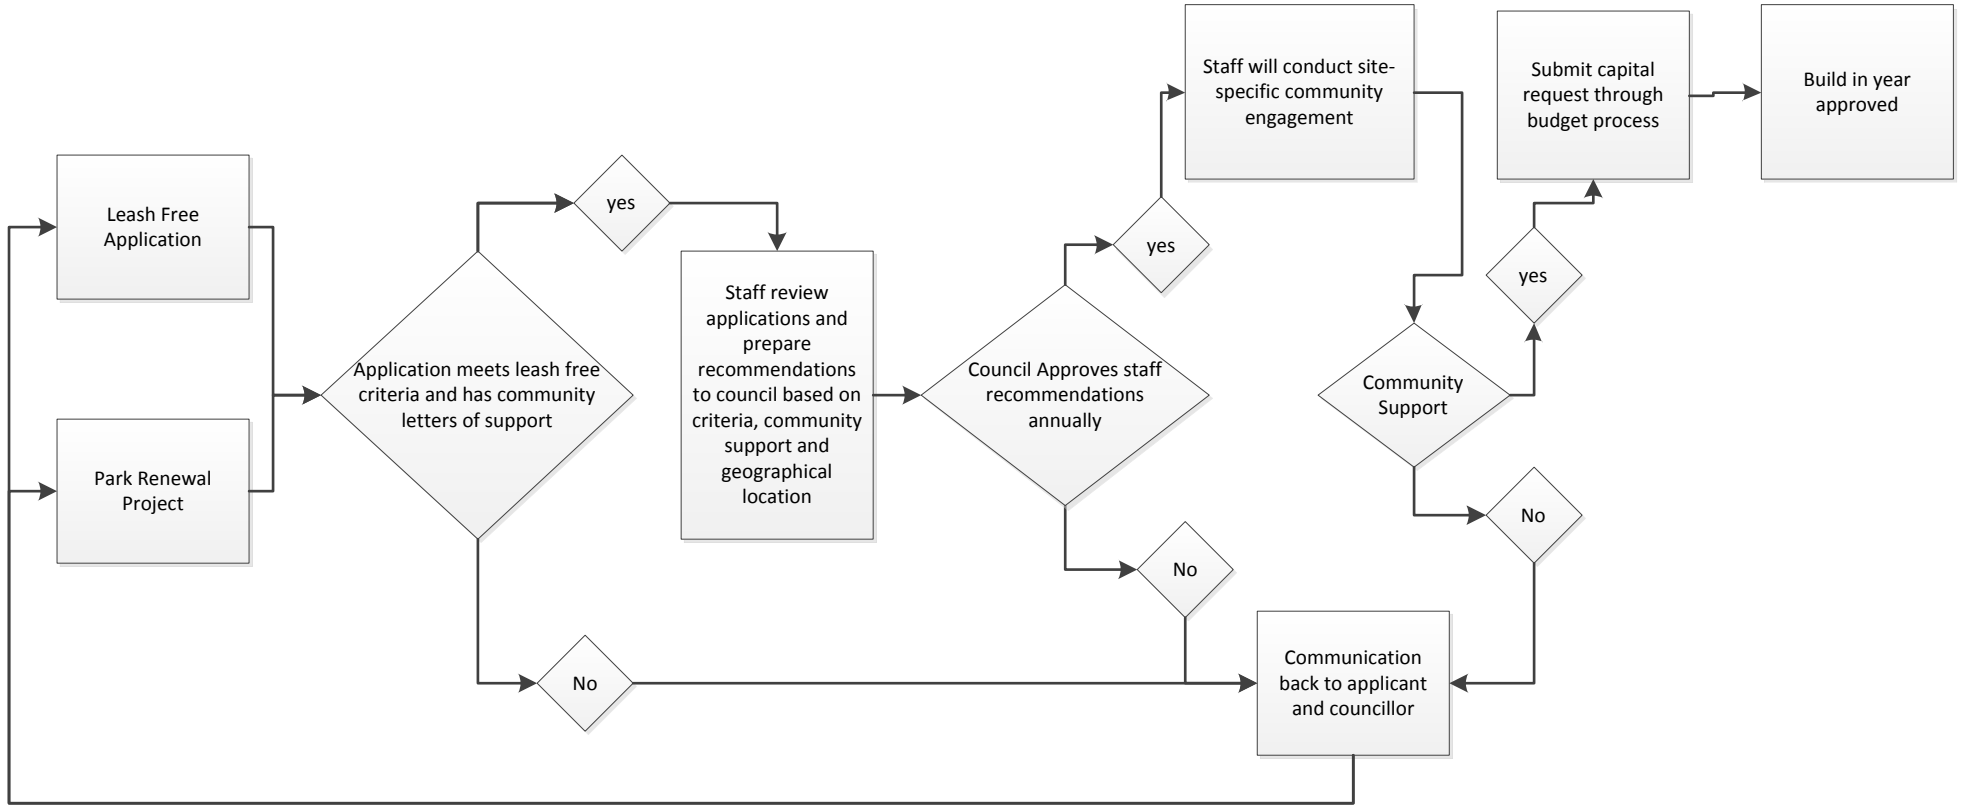 Leash Free
Application
Park Renewal
Project
Application meets leash free
criteria and has community
letters of support
yes
No
Staff review
applications and
prepare
recommendations
to council based on
criteria, community
support and
geographical
location
Council Approves staff
recommendations
annually
yes
No
Staff will conduct site-
specific community
engagement
Community
Support
yes
No
Submit capital
request through
budget process
Build in year
approved
Communication
back to applicant
and councillor